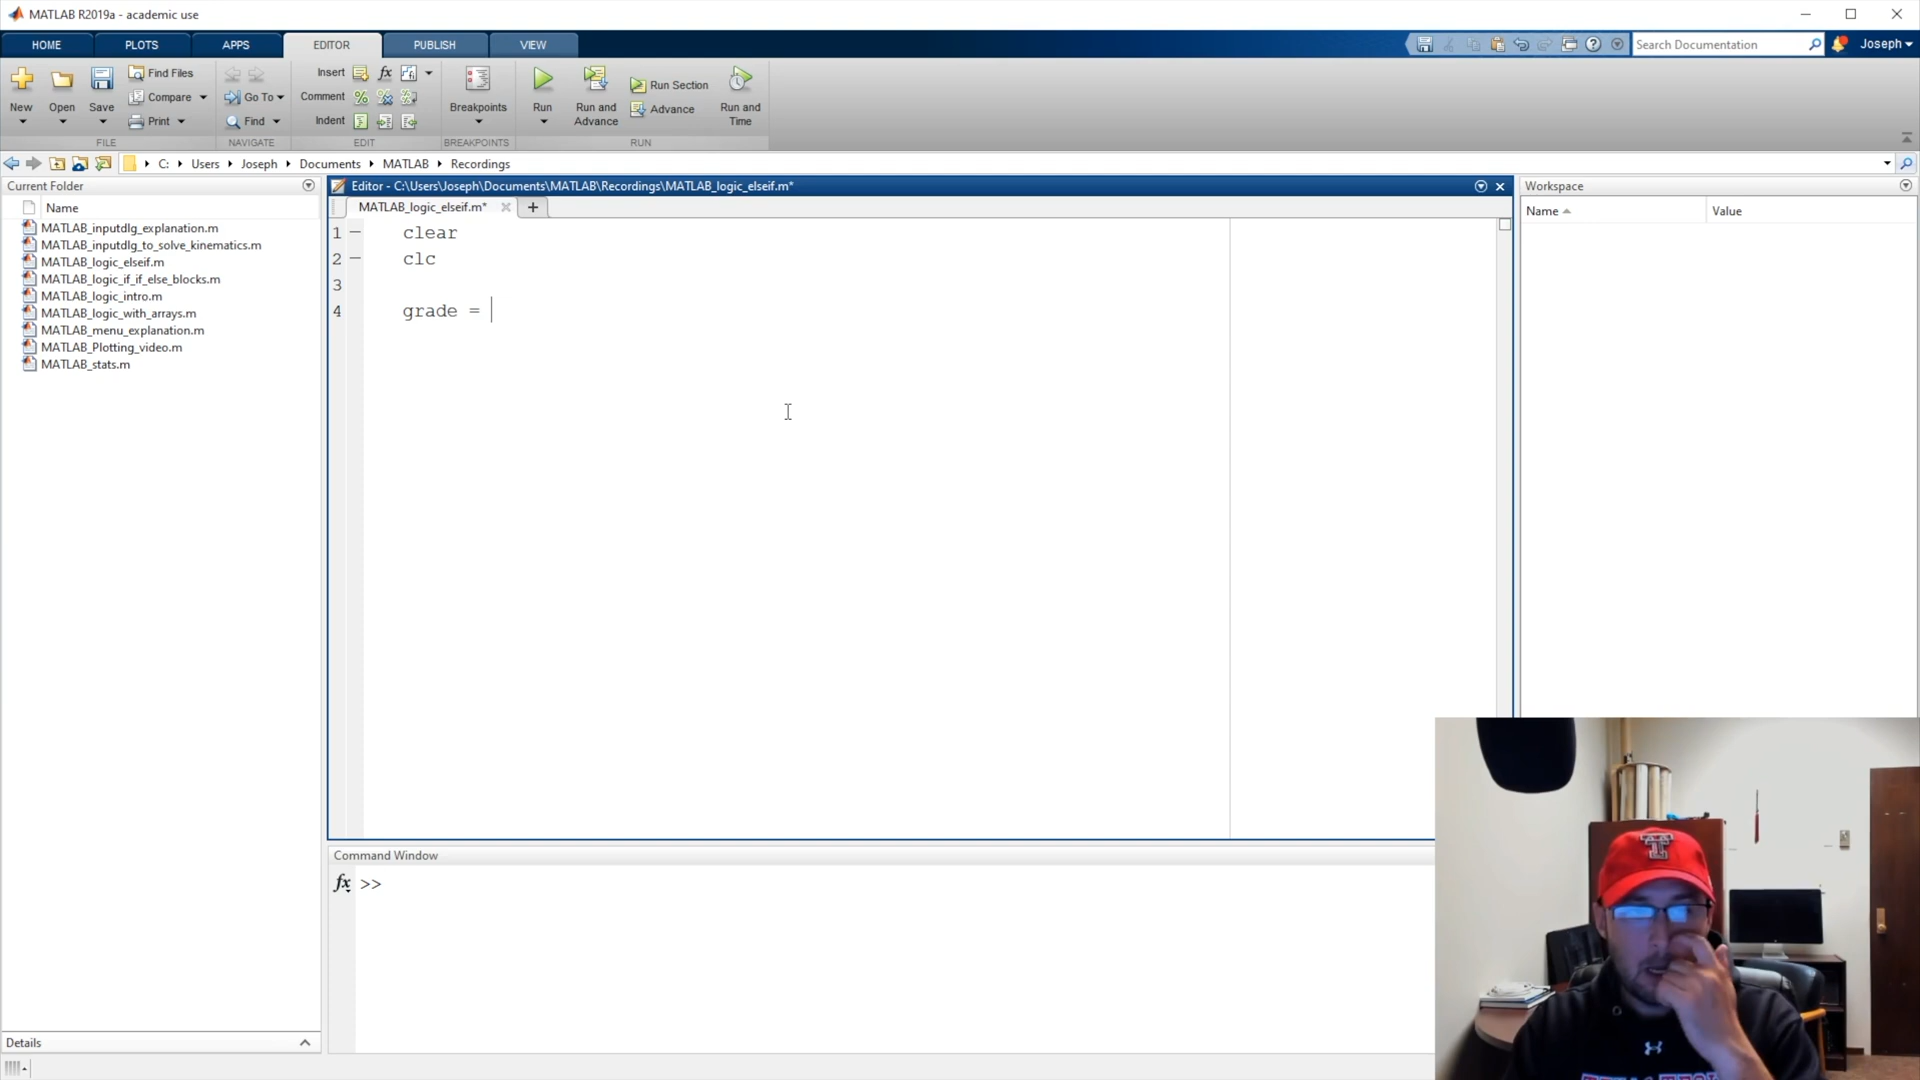 MATLAB R2019a - academic use
HOME PLOTS APPS EDITOR PUBLISH VIEW
Search Documentation
Joseph
New Open Save
Find Files
Compare
Print
FILE
Go To
Find
NAVIGATE
Insert fx
Comment
Indent
EDIT
Breakpoints
BREAKPOINTS
Run
Run and
Advance
Run Section
Advance
Run and
Time
RUN
C: Users Joseph Documents MATLAB Recordings
Current Folder
Name
MATLAB_inputdlg_explanation.m
MATLAB_inputdlg_to_solve_kinematics.m
MATLAB_logic_elseif.m
MATLAB_logic_if_if_else_blocks.m
MATLAB_logic_intro.m
MATLAB_logic_with_arrays.m
MATLAB_menu_explanation.m
MATLAB_Plotting_video.m
MATLAB_stats.m
Details
Editor - C:\Users\Joseph\Documents\MATLAB\Recordings\MATLAB_logic_elseif.m*
MATLAB_logic_elseif.m*
1 clear
2 clc
3
4 grade =
Command Window
fx >>
Workspace
Name Value
T